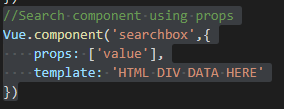 })
//Search component using props
Vue.component('searchbox',{
    props: ['value'],
    template: 'HTML DIV DATA HERE'
})